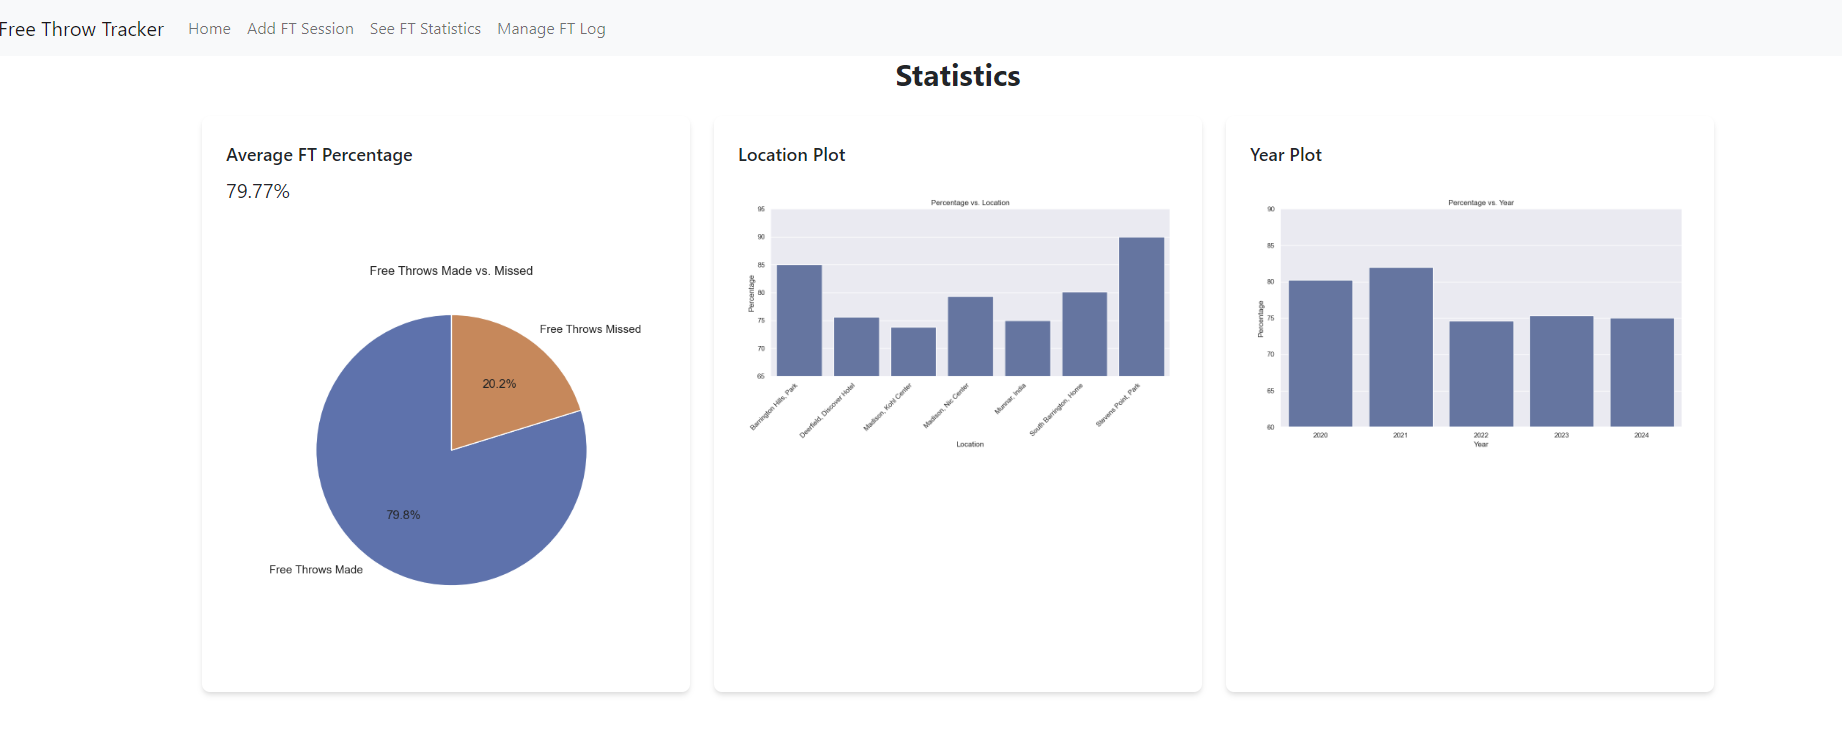 Free Throw Tracker Home Add FT Session See FT Statistics Manage FT Log
Statistics
Average FT Percentage
79.77%
Free Throws Made vs. Missed
Free Throws Missed
20.2%
79.8%
Free Throws Made
Location Plot
Percentage vs. Location
95
90
85
80
75
70
65
Percentage
Barrington Hills, Park
Deerfield, Discover Hotel
Madison, Kohl Center
Madison, Nic Center
Munnar, India
South Barrington, Home
Stevens Point, Park
Location
Year Plot
Percentage vs. Year
90
85
80
75
70
65
60
Percentage
2020 2021 2022 2023 2024
Year